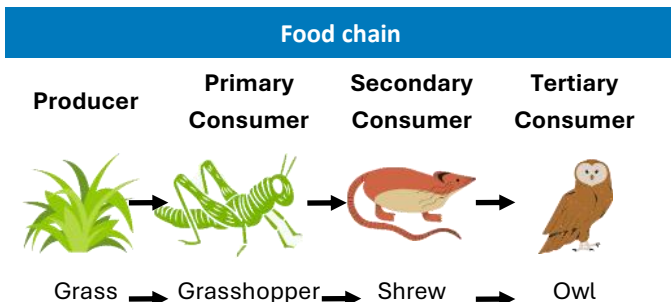 Food chain
Producer
Primary
Consumer
Secondary
Consumer
Tertiary
Consumer
Grass Grasshopper Shrew Owl